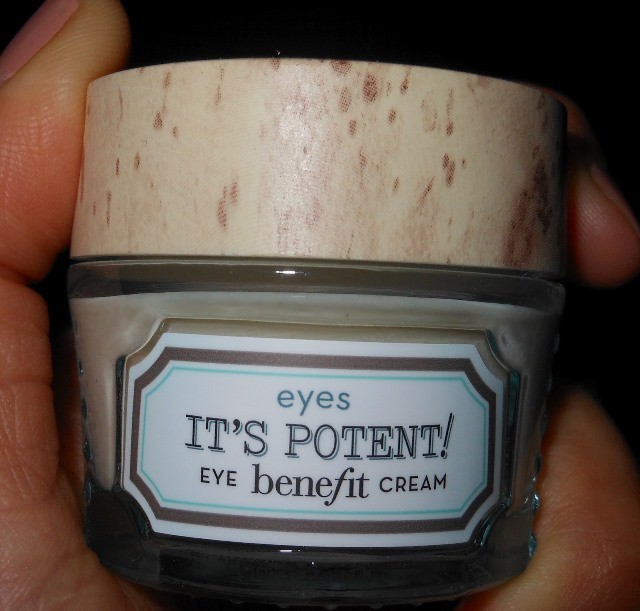 eyes
IT'S POTENT!
EYE benefit CREAM